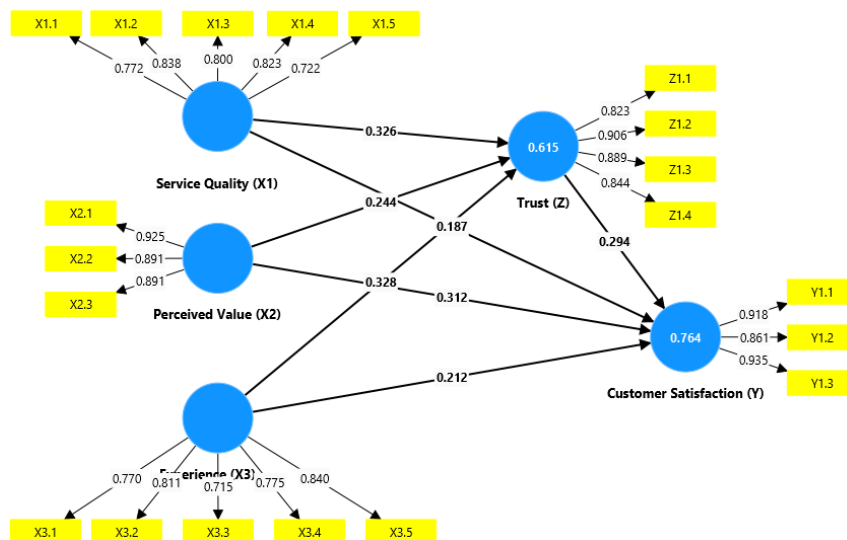 X1.1
X1.2
X1.3
X1.4
X1.5
0.772
0.838
0.800
0.823
0.722
Service Quality (X1)
0.326
0.244
0.187
0.328
0.312
0.212
0.294
0.615
Trust (Z)
0.823
0.906
0.889
0.844
Z1.1
Z1.2
Z1.3
Z1.4
X2.1
X2.2
X2.3
0.925
0.891
0.891
Perceived Value (X2)
0.764
Customer Satisfaction (Y)
0.918
0.861
0.935
Y1.1
Y1.2
Y1.3
Experience (X3)
0.770
0.811
0.715
0.775
0.840
X3.1
X3.2
X3.3
X3.4
X3.5